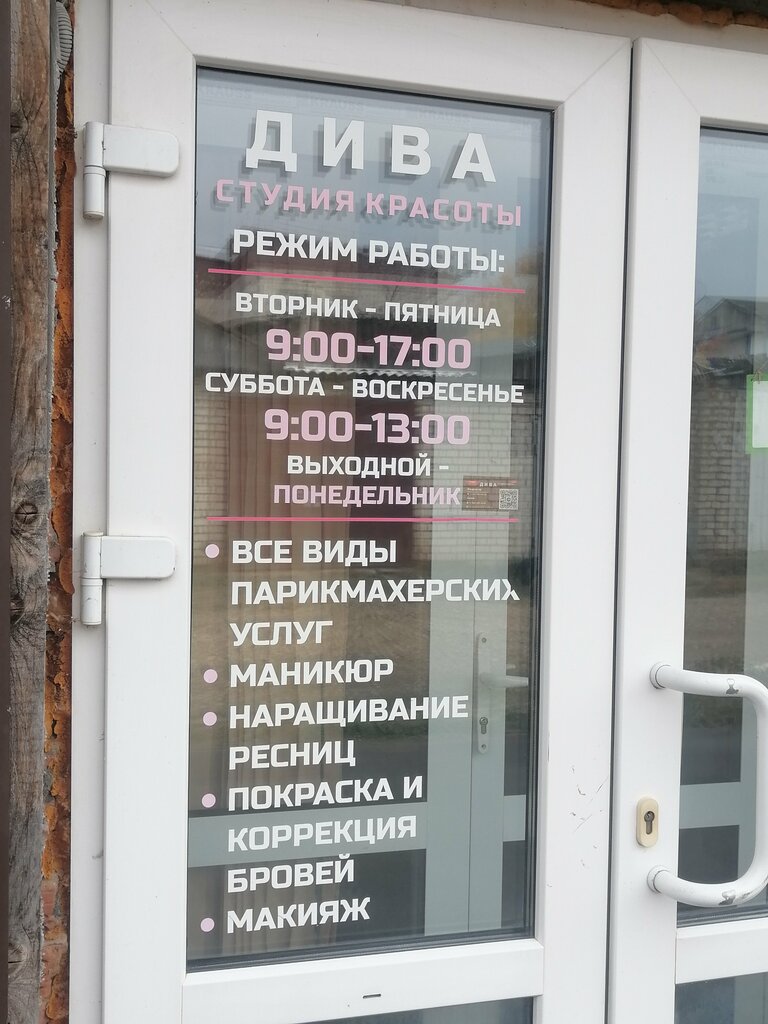 ДИВА
СТУДИЯ КРАСОТЫ
РЕЖИМ РАБОТЫ:
ВТОРНИК - ПЯТНИЦА
9:00-17:00
СУББОТА - ВОСКРЕСЕНЬЕ
9:00-13:00
ВЫХОДНОЙ -
ПОНЕДЕЛЬНИК
ДИВА
• ВСЕ ВИДЫ
ПАРИКМАХЕРСКИХ
УСЛУГ
• МАНИКЮР
• НАРАЩИВАНИЕ
РЕСНИЦ
• ПОКРАСКА И
КОРРЕКЦИЯ
БРОВЕЙ
• МАКИЯЖ